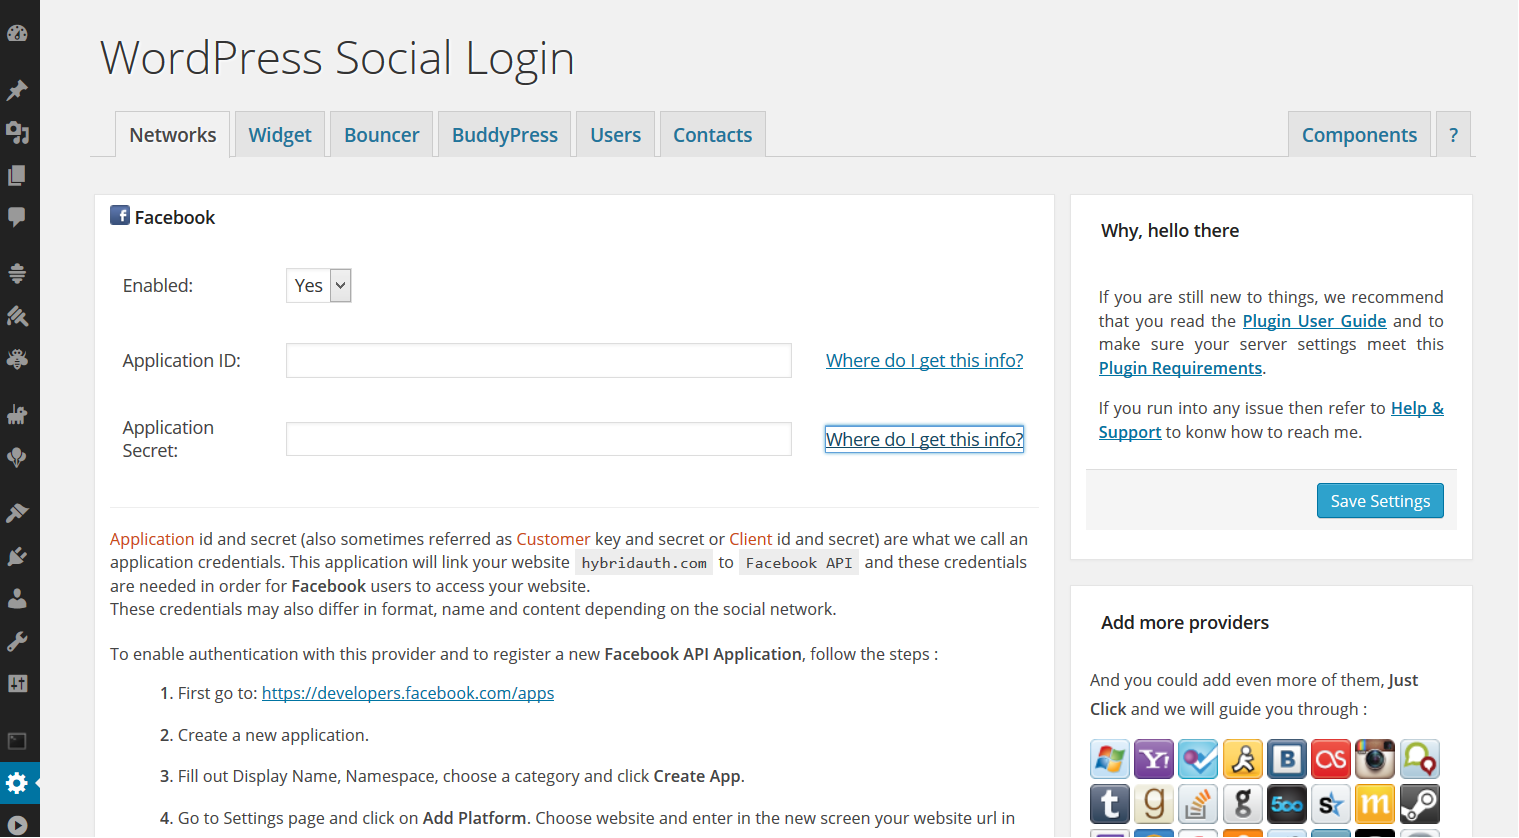 WordPress Social Login
Networks
Widget
Bouncer
BuddyPress
Users
Contacts
Components
?
Facebook
Enabled:
Yes
Application ID:
Where do I get this info?
Application
Secret:
Where do I get this info?
Application id and secret (also sometimes referred as Customer key and secret or Client id and secret) are what we call an
application credentials. This application will link your website hybridauth.com to Facebook API and these credentials
are needed in order for Facebook users to access your website.
These credentials may also differ in format, name and content depending on the social network.
To enable authentication with this provider and to register a new Facebook API Application, follow the steps :
1. First go to: https://developers.facebook.com/apps
2. Create a new application.
3. Fill out Display Name, Namespace, choose a category and click Create App.
4. Go to Settings page and click on Add Platform. Choose website and enter in the new screen your website url in
Why, hello there
If you are still new to things, we recommend
that you read the Plugin User Guide and to
make sure your server settings meet this
Plugin Requirements.
If you run into any issue then refer to Help &
Support to konw how to reach me.
Save Settings
Add more providers
And you could add even more of them, Just
Click and we will guide you through :